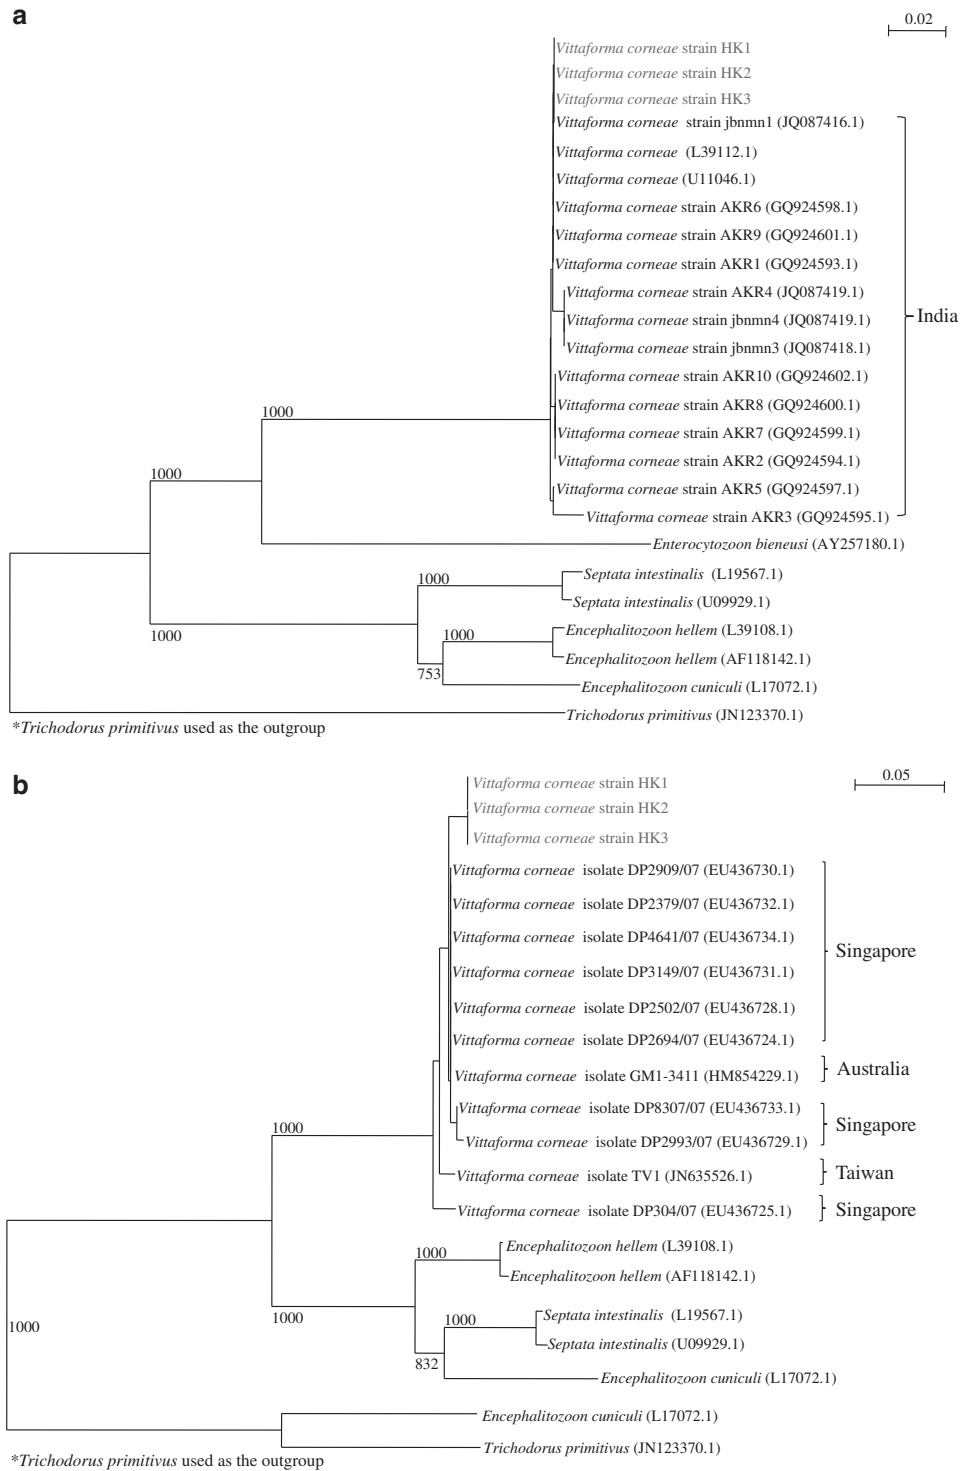 a
0.02
Vittaforma corneae strain HK1
Vittaforma corneae strain HK2
Vittaforma corneae strain HK3
Vittaforma corneae strain jbnmn1 (JQ087416.1)
Vittaforma corneae (L39112.1)
Vittaforma corneae (U11046.1)
Vittaforma corneae strain AKR6 (GQ924598.1)
Vittaforma corneae strain AKR9 (GQ924601.1)
Vittaforma corneae strain AKR1 (GQ924593.1)
Vittaforma corneae strain AKR4 (JQ087419.1)
India
Vittaforma corneae strain jbnmn4 (JQ087419.1)
Vittaforma corneae strain jbnmn3 (JQ087418.1)
Vittaforma corneae strain AKR10 (GQ924602.1)
Vittaforma corneae strain AKR8 (GQ924600.1)
1000
Vittaforma corneae strain AKR7 (GQ924599.1)
Vittaforma corneae strain AKR2 (GQ924594.1)
1000
Vittaforma corneae strain AKR5 (GQ924597.1)
Vittaforma corneae strain AKR3 (GQ924595.1)
Enterocytozoon bieneusi (AY257180.1)
1000
Septata intestinalis (L19567.1)
Septata intestinalis (U09929.1)
1000
1000
Encephalitozoon hellem (L39108.1)
Encephalitozoon hellem (AF118142.1)
753
Encephalitozoon cuniculi (L17072.1)
Trichodorus primitivus (JN123370.1)
*Trichodorus primitivus used as the outgroup
b
0.05
Vittaforma corneae strain HK1
Vittaforma corneae strain HK2
Vittaforma corneae strain HK3
Vittaforma corneae isolate DP2909/07 (EU436730.1)
Vittaforma corneae isolate DP2379/07 (EU436732.1)
Vittaforma corneae isolate DP4641/07 (EU436734.1)
Singapore
Vittaforma corneae isolate DP3149/07 (EU436731.1)
Vittaforma corneae isolate DP2502/07 (EU436728.1)
Vittaforma corneae isolate DP2694/07 (EU436724.1)
Vittaforma corneae isolate GM1-3411 (HM854229.1)
Australia
Vittaforma corneae isolate DP8307/07 (EU436733.1)
Singapore
1000
Vittaforma corneae isolate DP2993/07 (EU436729.1)
Vittaforma corneae isolate TV1 (JN635526.1)
Taiwan
Vittaforma corneae isolate DP304/07 (EU436725.1)
Singapore
1000
Encephalitozoon hellem (L39108.1)
Encephalitozoon hellem (AF118142.1)
1000
1000
1000
Septata intestinalis (L19567.1)
Septata intestinalis (U09929.1)
832
Encephalitozoon cuniculi (L17072.1)
Encephalitozoon cuniculi (L17072.1)
Trichodorus primitivus (JN123370.1)
*Trichodorus primitivus used as the outgroup